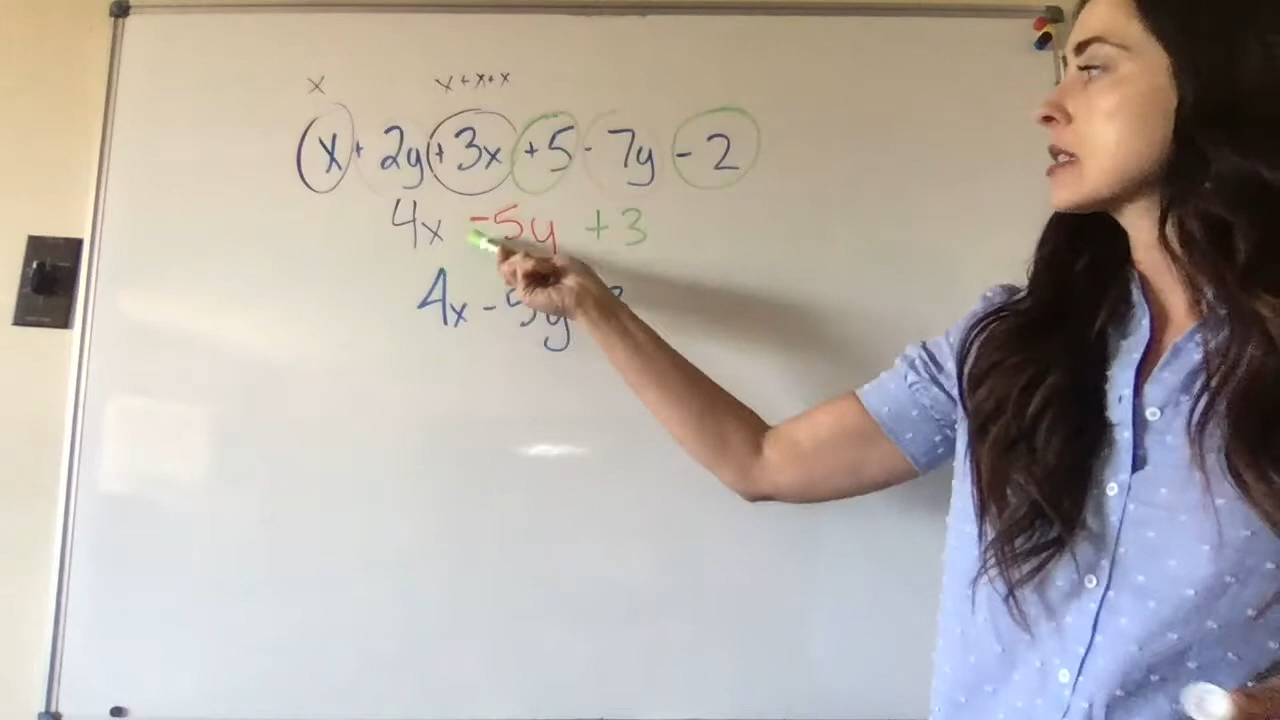 x x+x+x
x + 2y + 3x + 5 - 7y - 2
4x -5y + 3
4x - 5y